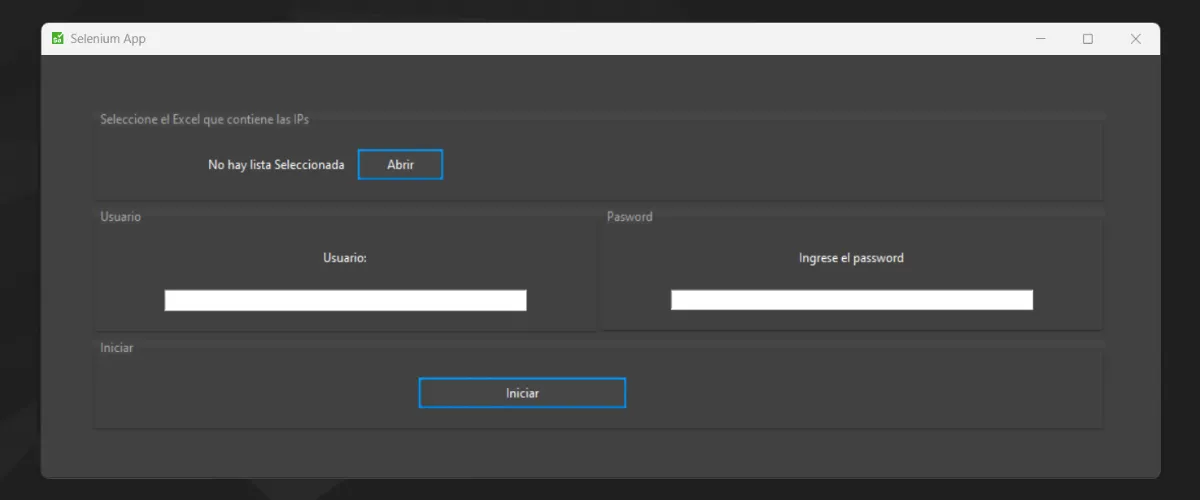 Selenium App
Seleccione el Excel que contiene las IPs
No hay lista Seleccionada Abrir
Usuario Pasword
Usuario: Ingrese el password
Iniciar
Iniciar